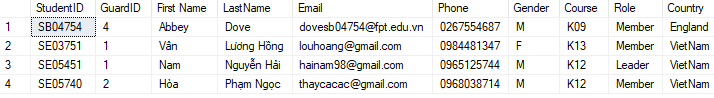 StudentID GuardID First Name LastName Email Phone Gender Course Role Country
1 SB04754 4 Abbey Dove dovesb04754@fpt.edu.vn 0267554687 M K09 Member England
2 SE03751 1 Vân Lương Hồng louhoang@gmail.com 0984481347 F K13 Member VietNam
3 SE05451 1 Nam Nguyễn Hải hainam98@gmail.com 0965125744 M K12 Leader VietNam
4 SE05740 2 Hòa Phạm Ngọc thaycacac@gmail.com 0968038714 M K12 Member VietNam